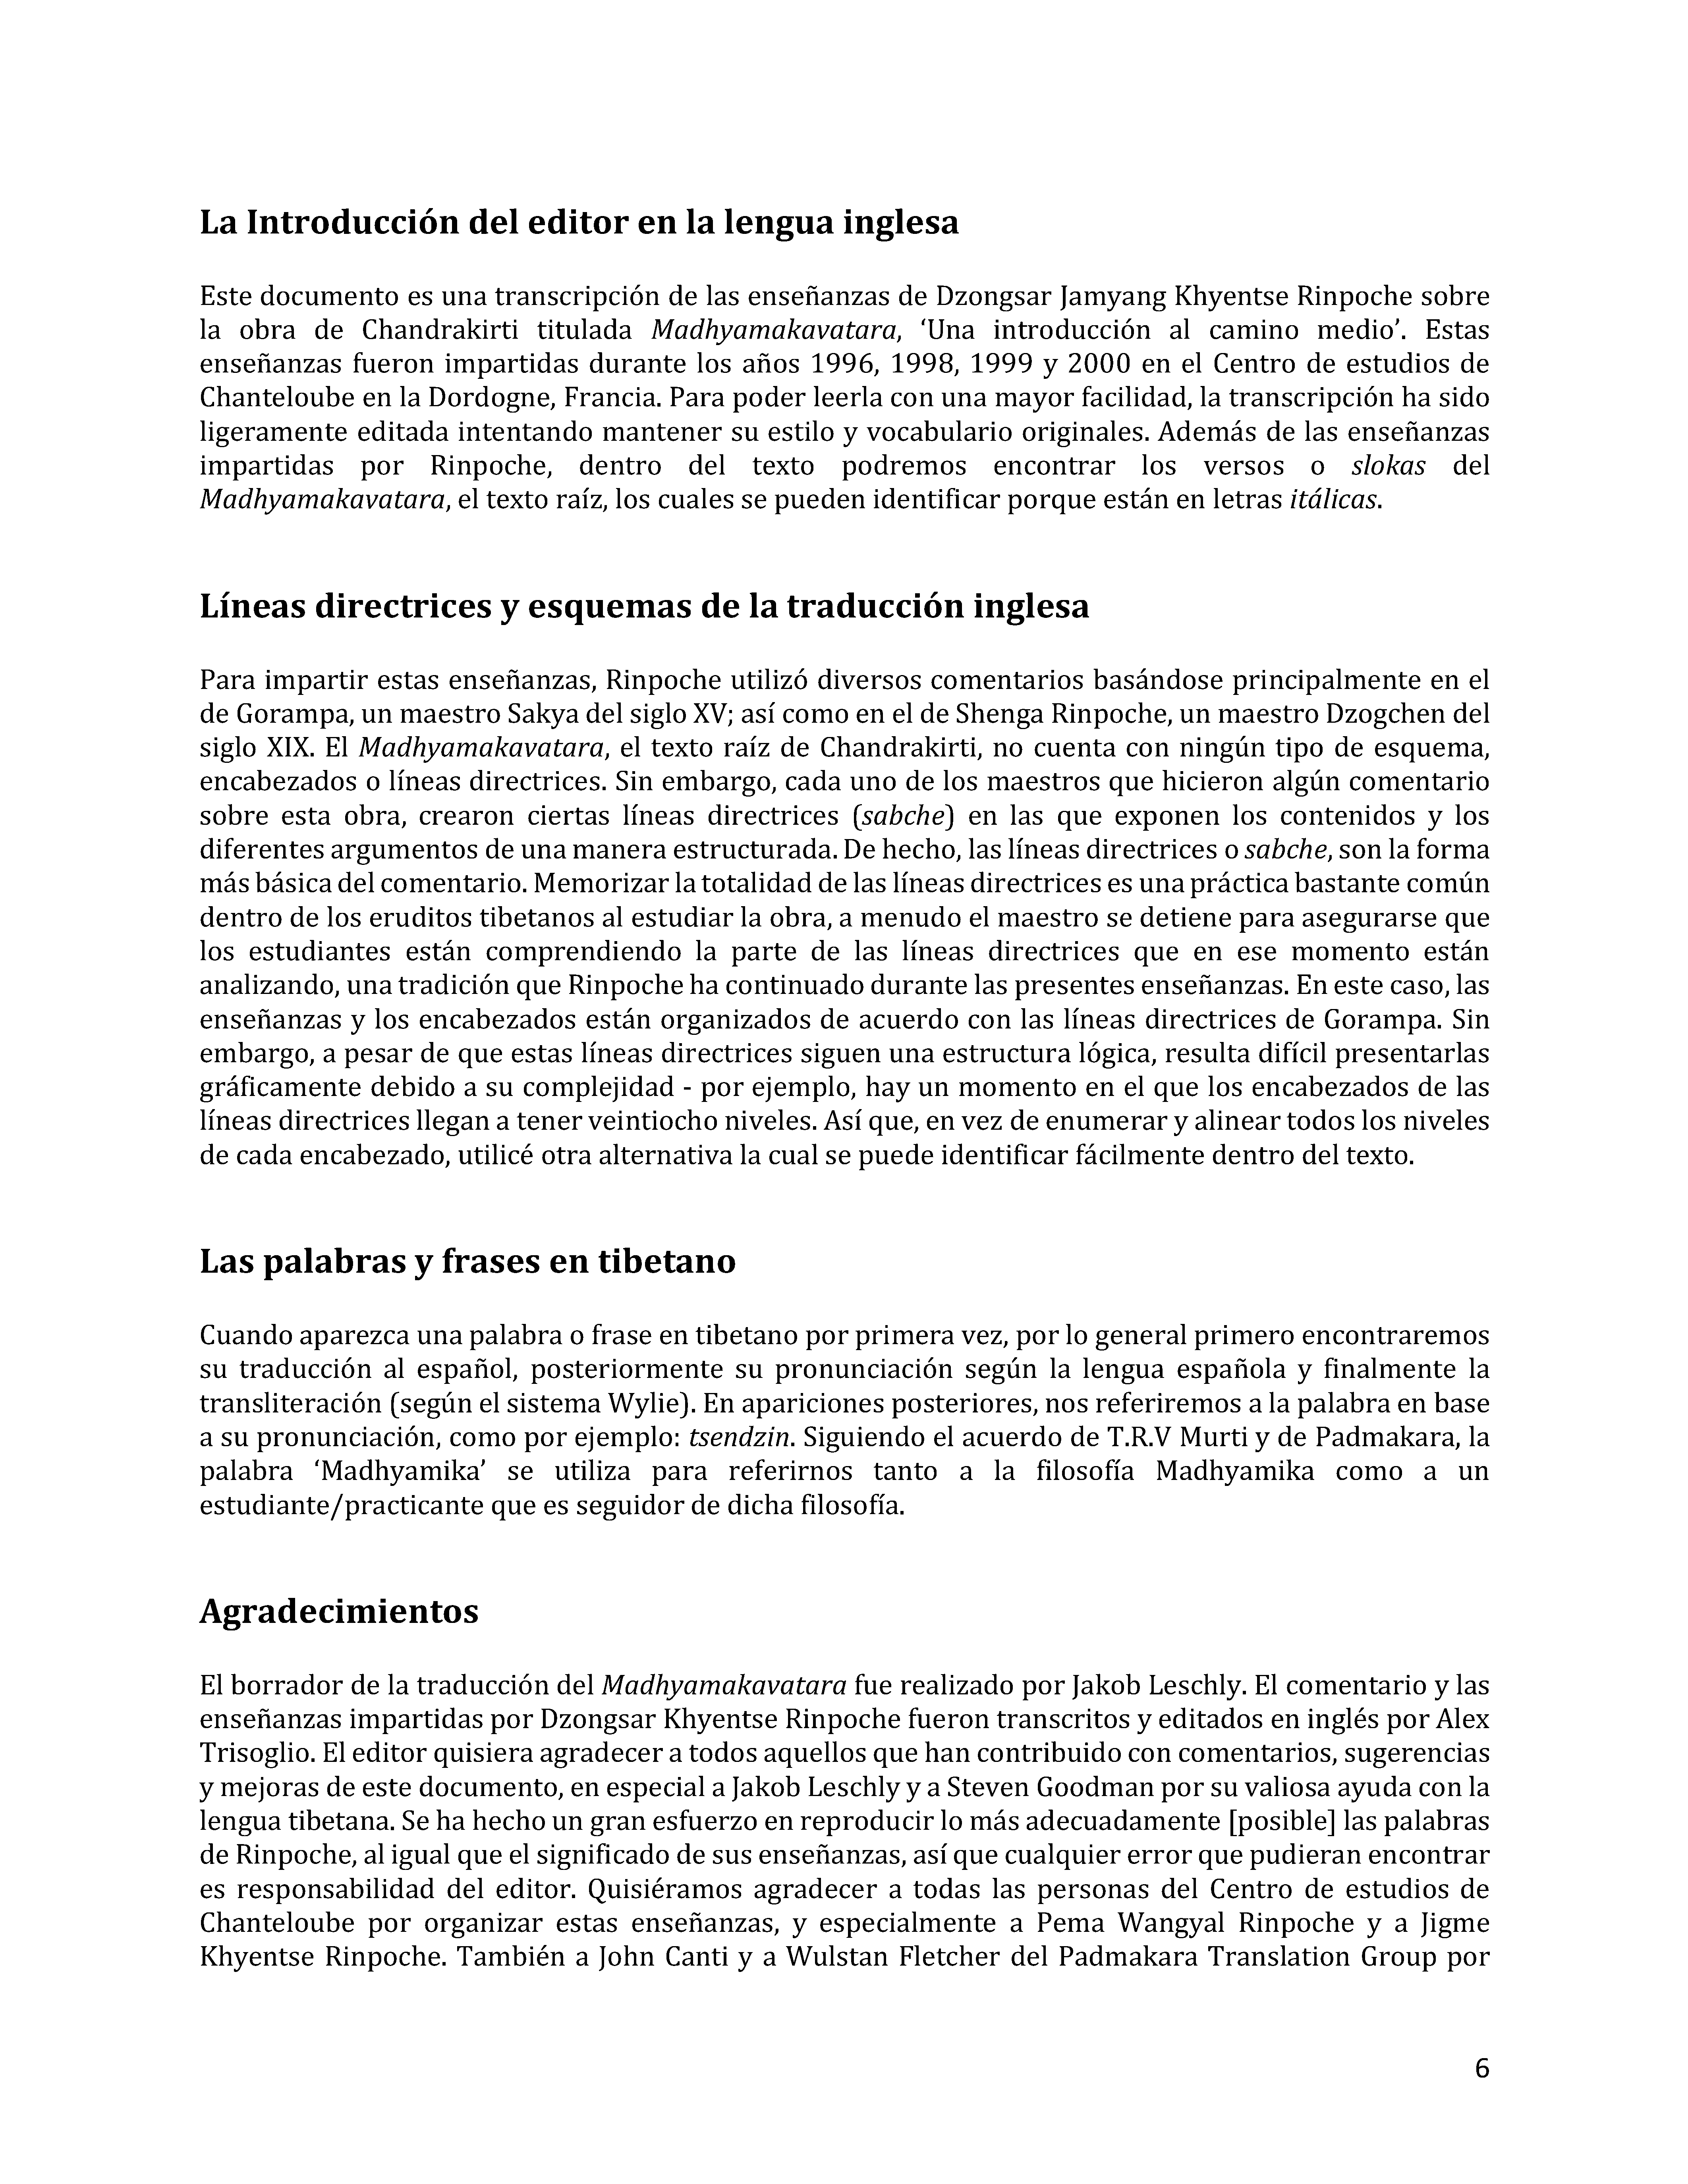 La Introducción del editor en la lengua inglesa
Este documento es una transcripción de las enseñanzas de Dzongsar Jamyang Khyentse Rinpoche sobre
la obra de Chandrakirti titulada Madhyamakavatara, ‘Una introducción al camino medio’. Estas
enseñanzas fueron impartidas durante los años 1996, 1998, 1999 y 2000 en el Centro de estudios de
Chanteloube en la Dordogne, Francia. Para poder leerla con una mayor facilidad, la transcripción ha sido
ligeramente editada intentando mantener su estilo y vocabulario originales. Además de las enseñanzas
impartidas por Rinpoche, dentro del texto podremos encontrar los versos o slokas del
Madhyamakavatara, el texto raíz, los cuales se pueden identificar porque están en letras itálicas.
Líneas directrices y esquemas de la traducción inglesa
Para impartir estas enseñanzas, Rinpoche utilizó diversos comentarios basándose principalmente en el
de Gorampa, un maestro Sakya del siglo XV; así como en el de Shenga Rinpoche, un maestro Dzogchen del
siglo XIX. El Madhyamakavatara, el texto raíz de Chandrakirti, no cuenta con ningún tipo de esquema,
encabezados o líneas directrices. Sin embargo, cada uno de los maestros que hicieron algún comentario
sobre esta obra, crearon ciertas líneas directrices (sabche) en las que exponen los contenidos y los
diferentes argumentos de una manera estructurada. De hecho, las líneas directrices o sabche, son la forma
más básica del comentario. Memorizar la totalidad de las líneas directrices es una práctica bastante común
dentro de los eruditos tibetanos al estudiar la obra, a menudo el maestro se detiene para asegurarse que
los estudiantes están comprendiendo la parte de las líneas directrices que en ese momento están
analizando, una tradición que Rinpoche ha continuado durante las presentes enseñanzas. En este caso, las
enseñanzas y los encabezados están organizados de acuerdo con las líneas directrices de Gorampa. Sin
embargo, a pesar de que estas líneas directrices siguen una estructura lógica, resulta difícil presentarlas
gráficamente debido a su complejidad - por ejemplo, hay un momento en el que los encabezados de las
líneas directrices llegan a tener veintiocho niveles. Así que, en vez de enumerar y alinear todos los niveles
de cada encabezado, utilicé otra alternativa la cual se puede identificar fácilmente dentro del texto.
Las palabras y frases en tibetano
Cuando aparezca una palabra o frase en tibetano por primera vez, por lo general primero encontraremos
su traducción al español, posteriormente su pronunciación según la lengua española y finalmente la
transliteración (según el sistema Wylie). En apariciones posteriores, nos referiremos a la palabra en base
a su pronunciación, como por ejemplo: tsendzin. Siguiendo el acuerdo de T.R.V Murti y de Padmakara, la
palabra ‘Madhyamika’ se utiliza para referirnos tanto a la filosofía Madhyamika como a un
estudiante/practicante que es seguidor de dicha filosofía.
Agradecimientos
El borrador de la traducción del Madhyamakavatara fue realizado por Jakob Leschly. El comentario y las
enseñanzas impartidas por Dzongsar Khyentse Rinpoche fueron transcritos y editados en inglés por Alex
Trisoglio. El editor quisiera agradecer a todos aquellos que han contribuido con comentarios, sugerencias
y mejoras de este documento, en especial a Jakob Leschly y a Steven Goodman por su valiosa ayuda con la
lengua tibetana. Se ha hecho un gran esfuerzo en reproducir lo más adecuadamente [posible] las palabras
de Rinpoche, al igual que el significado de sus enseñanzas, así que cualquier error que pudieran encontrar
es responsabilidad del editor. Quisiéramos agradecer a todas las personas del Centro de estudios de
Chanteloube por organizar estas enseñanzas, y especialmente a Pema Wangyal Rinpoche y a Jigme
Khyentse Rinpoche. También a John Canti y a Wulstan Fletcher del Padmakara Translation Group por
6